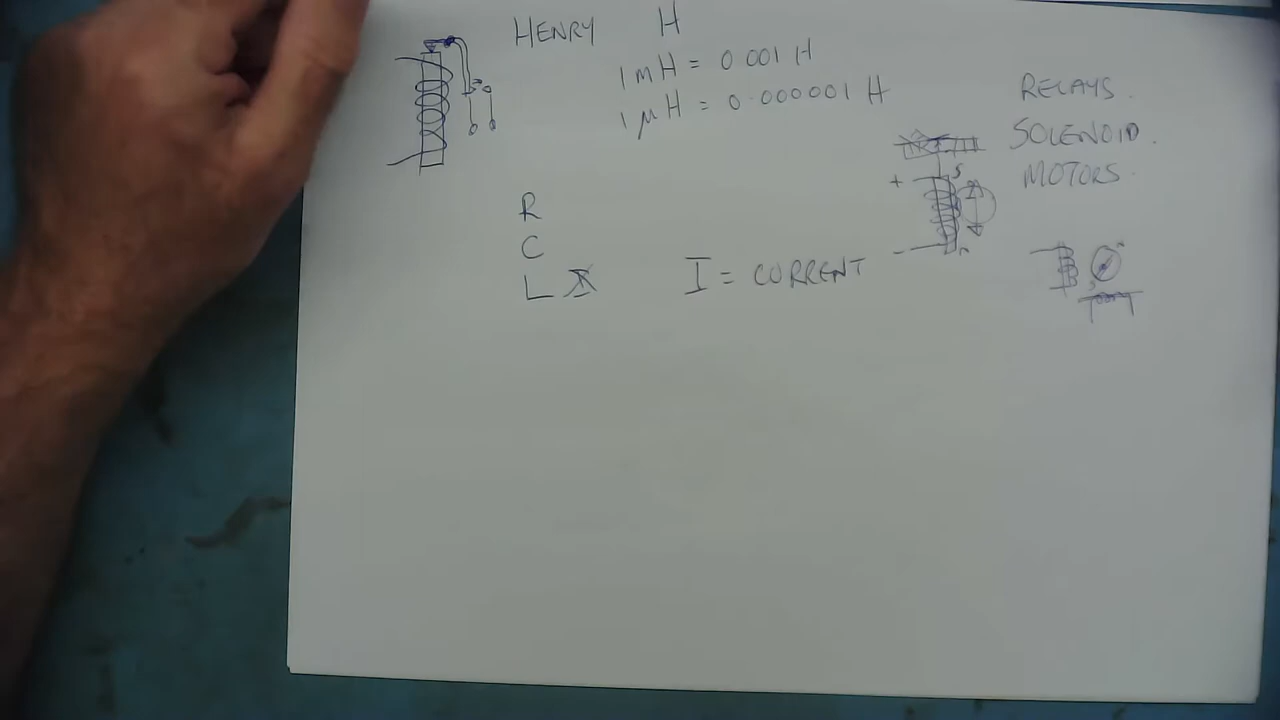 HENRY H
1 mH = 0.001 H
1 μH = 0.000001 H
RELAYS.
SOLENOID.
MOTORS.
+
S
-
n
R
C
L
I = CURRENT